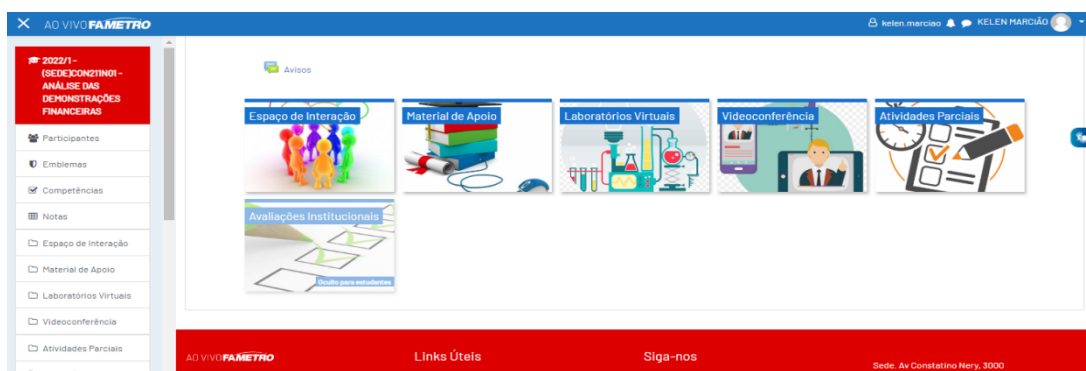 AO VIVO FAMETRO
kelen.marciao
KELEN MARCIÃO
2022/1 -
(SEDE)CON211N01 -
ANÁLISE DAS
DEMONSTRAÇÕES
FINANCEIRAS
Participantes
Emblemas
Competências
Notas
Espaço de Interação
Material de Apoio
Laboratórios Virtuais
Videoconferência
Atividades Parciais
Avisos
Espaço de Interação
Material de Apoio
Laboratórios Virtuais
Videoconferência
Atividades Parciais
Avaliações Institucionais
Oculto para estudantes
AO VIVO FAMETRO
Links Úteis
Siga-nos
Sede. Av Constatino Nery, 3000